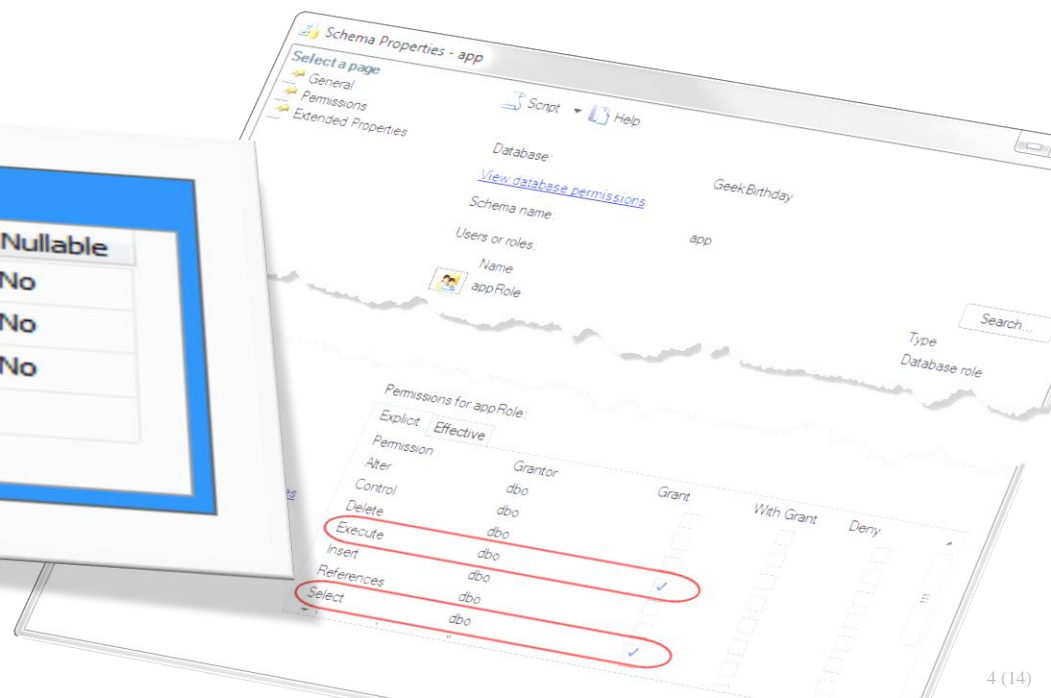 Nullable
No
No
No
Schema Properties - app
Select a page
General
Permissions
Extended Properties
Script
Help
Database:
GeekBirthday
View database permissions
Schema name:
app
Users or roles:
Search...
Name
Type
appRole
Database role
Permissions for appRole:
Explicit
Effective
Permission
Grantor
Grant
With Grant
Deny
Alter
dbo
Control
dbo
Delete
dbo
Execute
dbo
Insert
dbo
References
dbo
Select
dbo
4 (14)